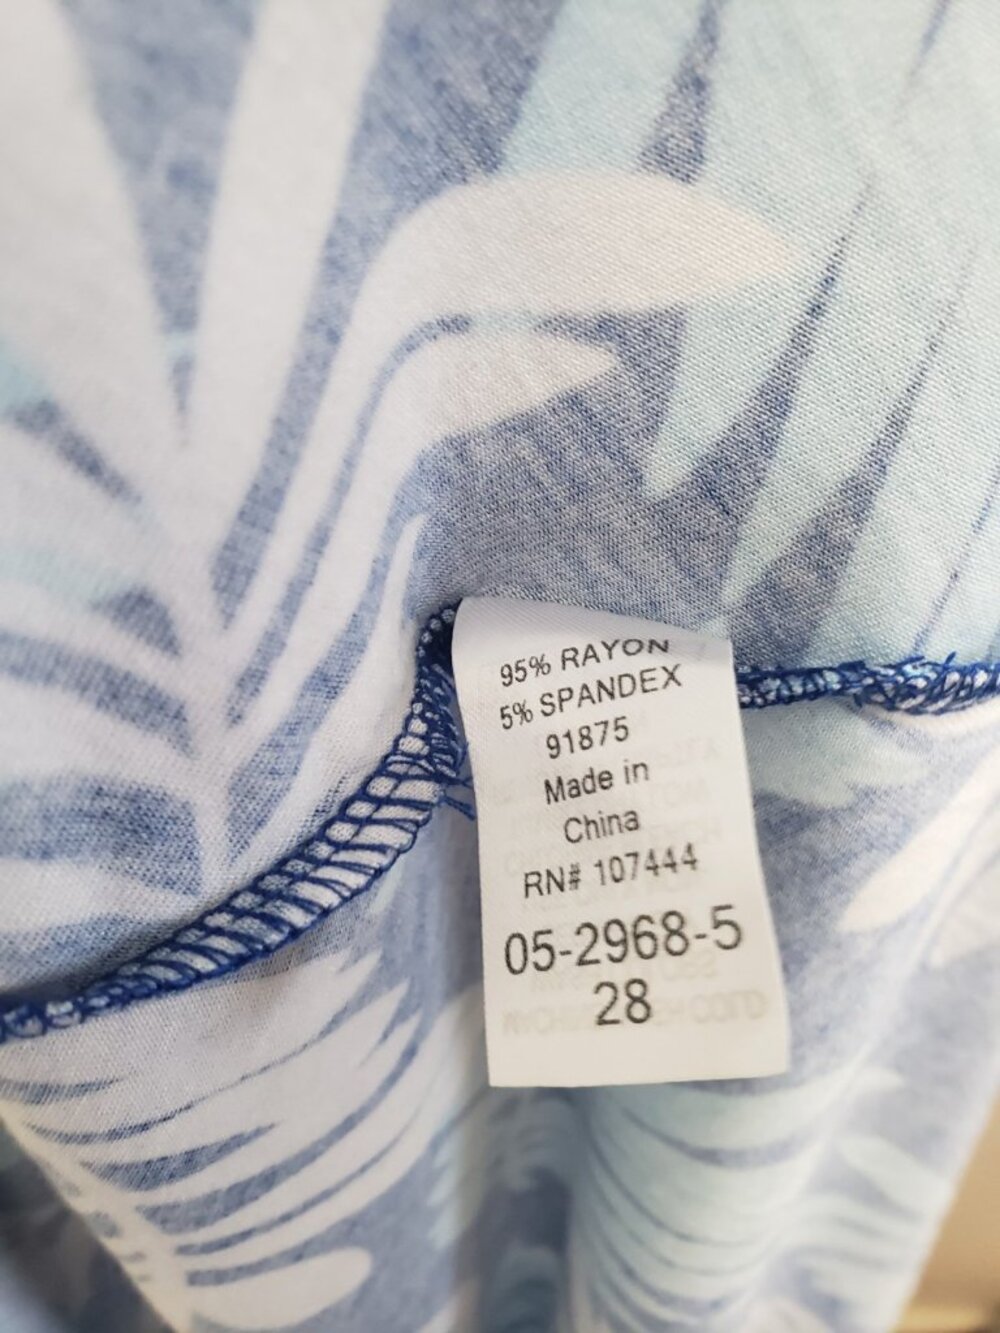 95% RAYON
5% SPANDEX
91875
Made in
China
RN# 107444
05-2968-5
28